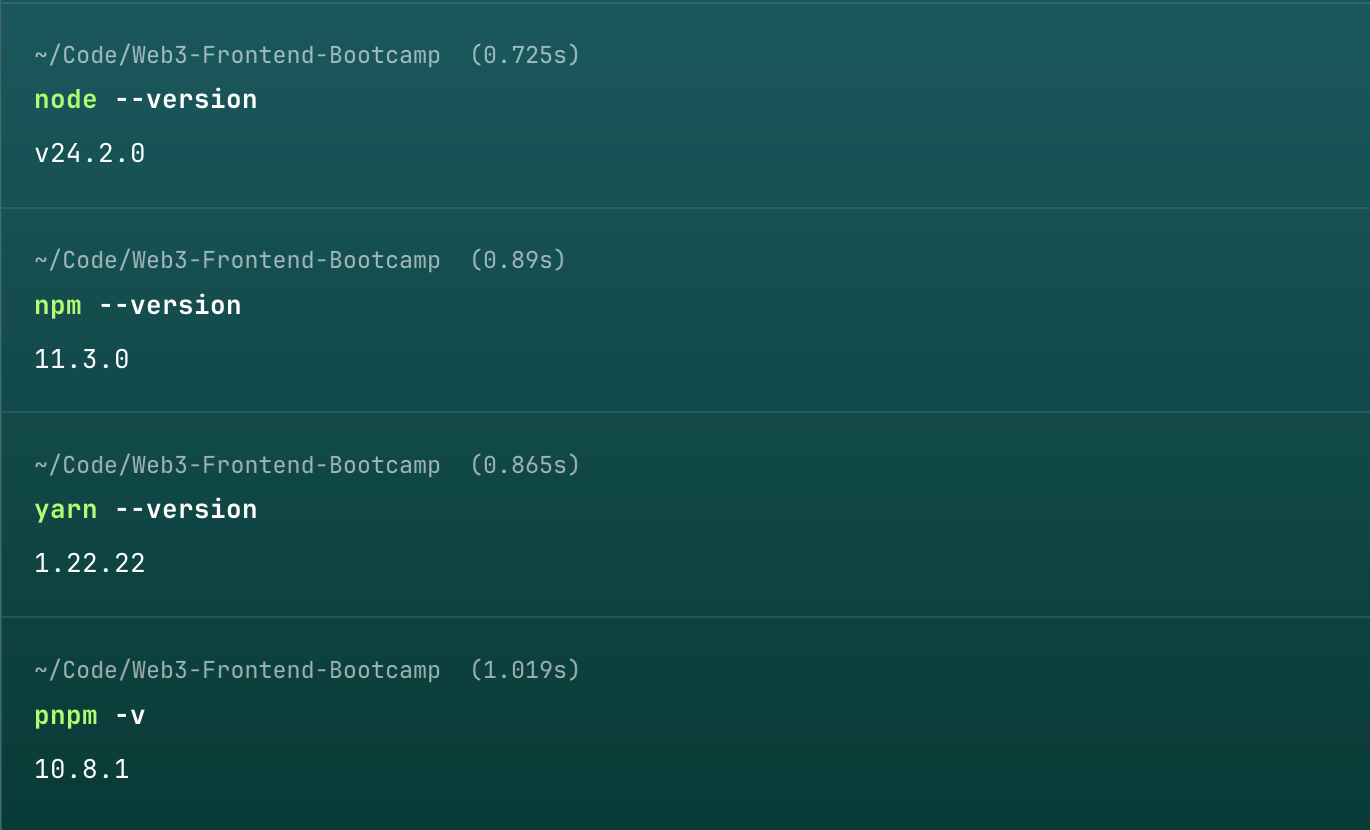 ~/Code/Web3-Frontend-Bootcamp (0.725s)
node --version
v24.2.0
~/Code/Web3-Frontend-Bootcamp (0.89s)
npm --version
11.3.0
~/Code/Web3-Frontend-Bootcamp (0.865s)
yarn --version
1.22.22
~/Code/Web3-Frontend-Bootcamp (1.019s)
pnpm -v
10.8.1